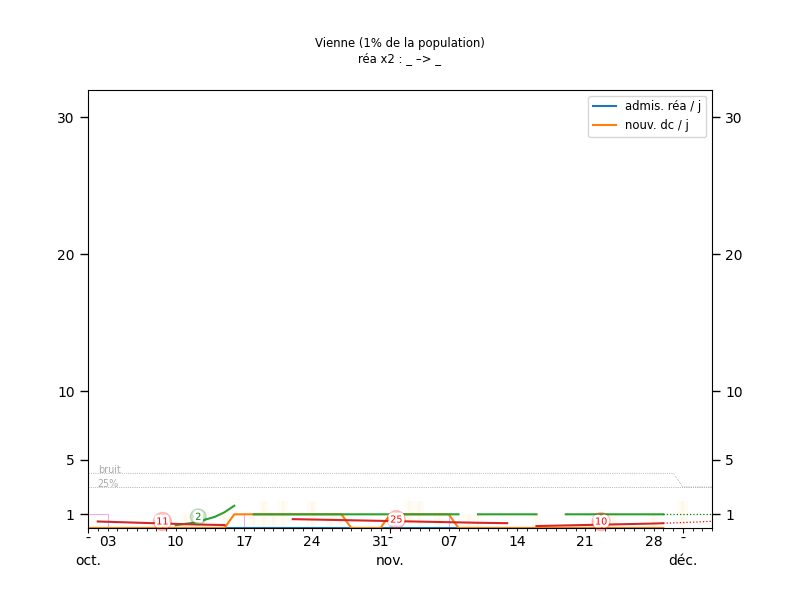 Vienne (1% de la population)
réa x2 : _ –> _
admis. réa / j
nouv. dc / j
30 30
20 20
10 10
5 5
1 1
bruit
25%
11 2 25 10
- 03 10 17 24 31 - 07 14 21 28 -
oct. nov. déc.